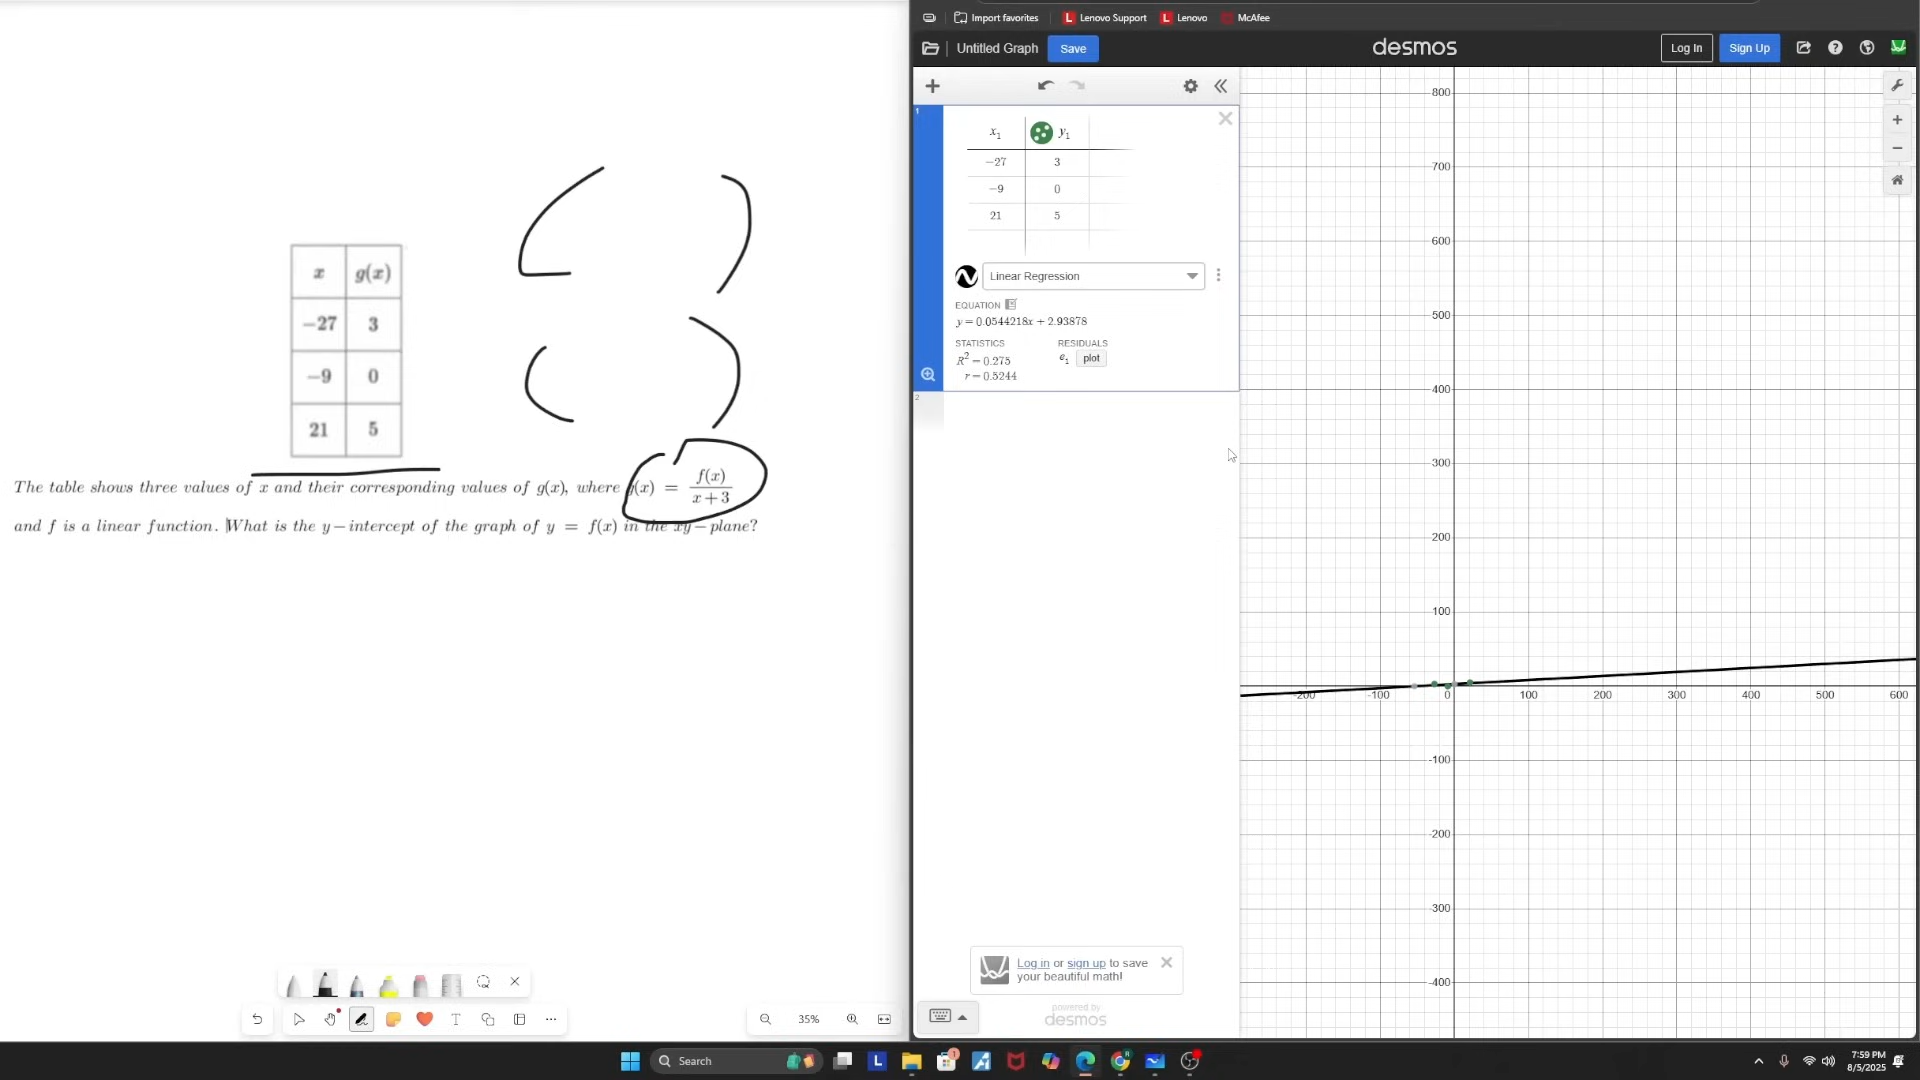 Import favorites
Lenovo Support
Lenovo
McAfee
Untitled Graph
Save
desmos
Log In
Sign Up
1
x₁ y₁
−27 3
−9 0
21 5
Linear Regression
EQUATION
y = 0.0544218x + 2.93878
STATISTICS RESIDUALS
R² = 0.275 e₁ plot
r = 0.5244
2
x g(x)
−27 3
−9 0
21 5
The table shows three values of x and their corresponding values of g(x), where g(x) = f(x)/x + 3
and f is a linear function. What is the y−intercept of the graph of y = f(x) in the xy−plane?
35%
Log in or sign up to save
your beautiful math!
powered by
desmos
800
700
600
500
400
300
200
100
-200 -100 0 100 200 300 400 500 600
-100
-200
-300
-400
Search
7:59 PM
8/5/2025